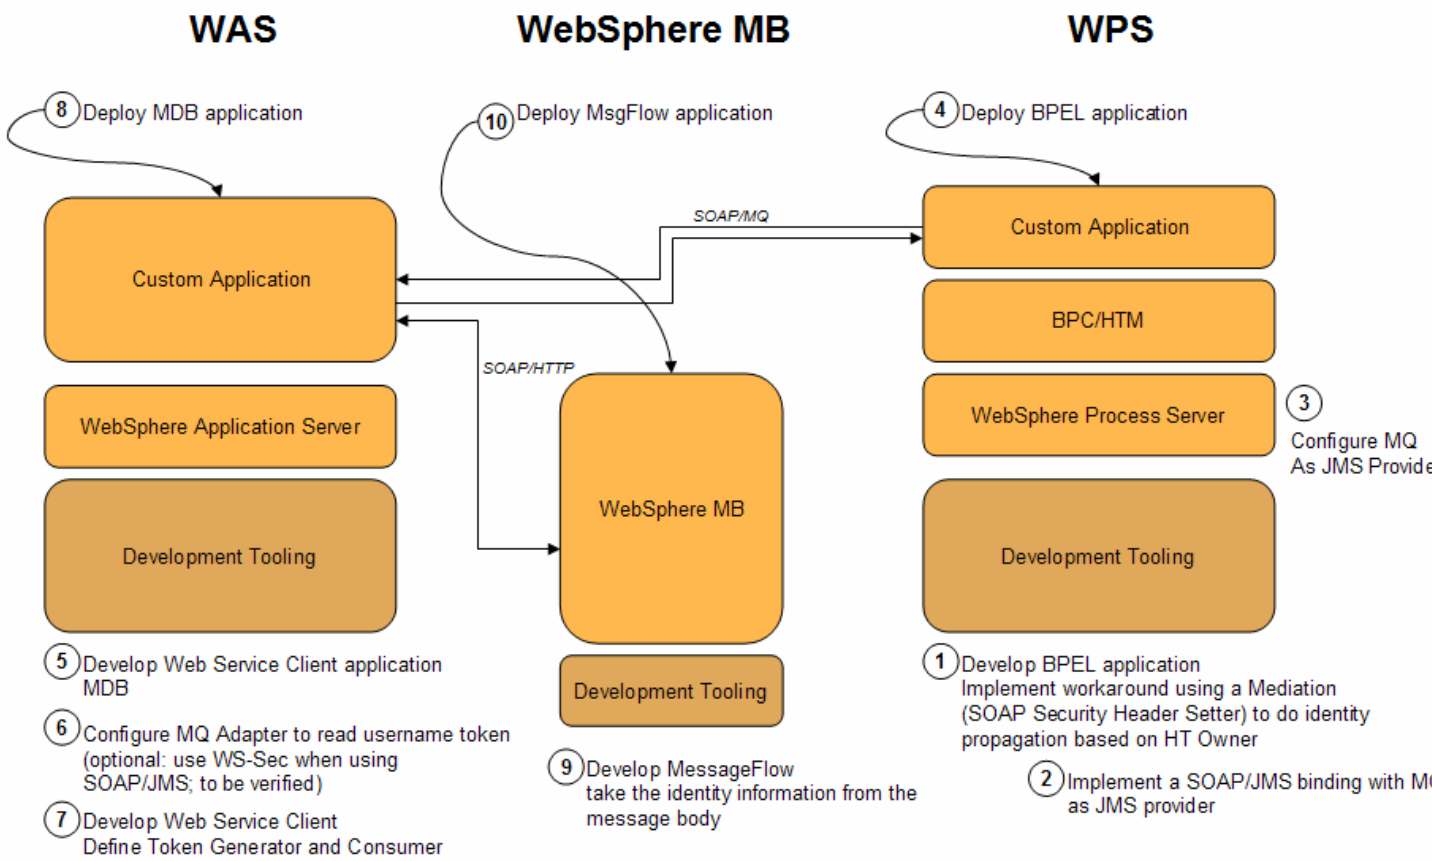 WAS
WebSphere MB
WPS
8 Deploy MDB application
10 Deploy MsgFlow application
4 Deploy BPEL application
SOAP/MQ
Custom Application
Custom Application
BPC/HTM
SOAP/HTTP
WebSphere Application Server
WebSphere Process Server
3
Configure MQ
As JMS Provide
WebSphere MB
Development Tooling
Development Tooling
Development Tooling
5 Develop Web Service Client application
MDB
6 Configure MQ Adapter to read username token
(optional: use WS-Sec when using
SOAP/JMS; to be verified)
7 Develop Web Service Client
Define Token Generator and Consumer
9 Develop MessageFlow
take the identity information from the
message body
1 Develop BPEL application
Implement workaround using a Mediation
(SOAP Security Header Setter) to do identity
propagation based on HT Owner
2 Implement a SOAP/JMS binding with MQ
as JMS provider